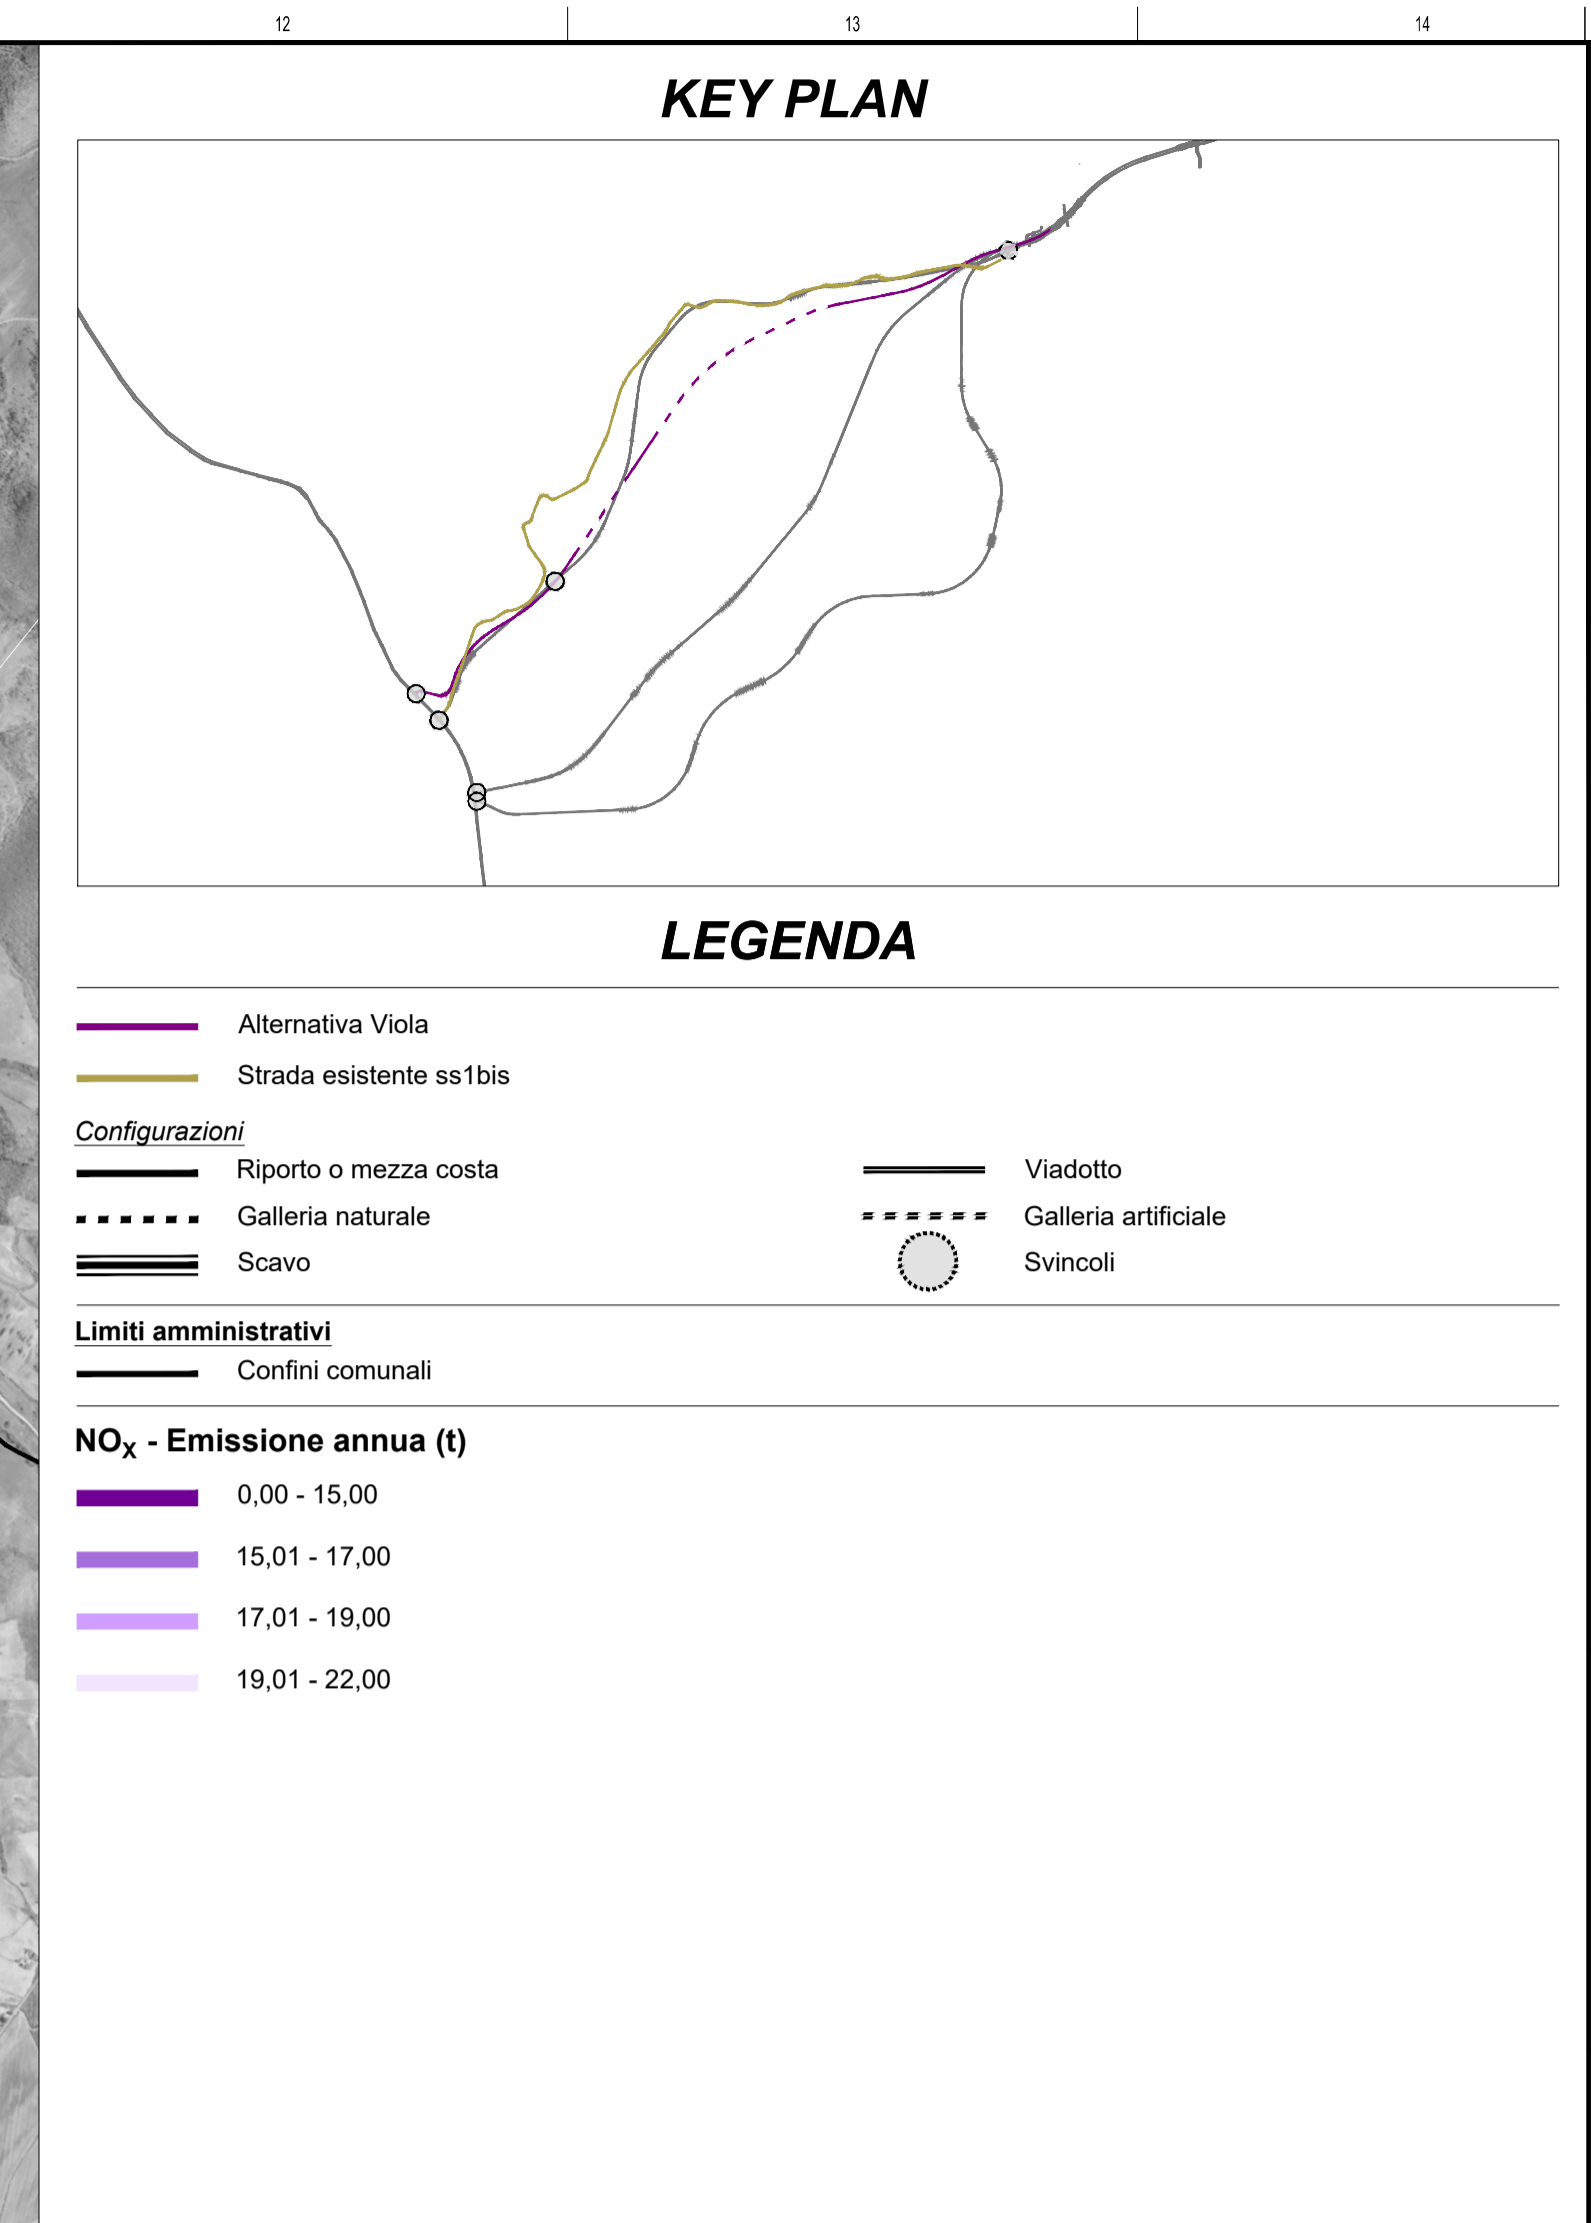 12 13 14
KEY PLAN
LEGENDA
Alternativa Viola
Strada esistente ss1bis
Configurazioni
Riporto o mezza costa Viadotto
Galleria naturale Galleria artificiale
Scavo Svincoli
Limiti amministrativi
Confini comunali
NOX - Emissione annua (t)
0,00 - 15,00
15,01 - 17,00
17,01 - 19,00
19,01 - 22,00